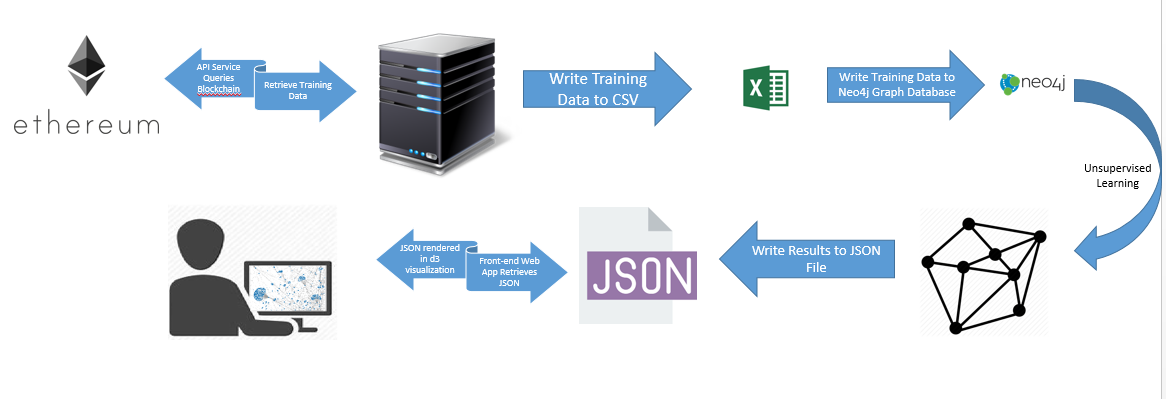 ethereum
API Service
Queries
Blockchain
Retrieve Training
Data
Write Training
Data to CSV
X
Write Training Data to
Neo4j Graph Database
neo4j
Unsupervised
Learning
JSON rendered
in d3
visualization
Front-end Web
App Retrieves
JSON
JSON
Write Results to JSON
File